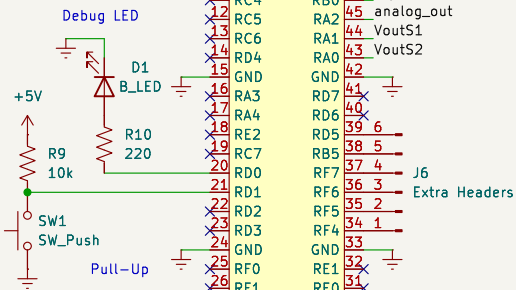 Debug LED
D1
B_LED
+5V
R10
220
R9
10k
SW1
SW_Push
Pull-Up
RC4
12 RC5
13 RC6
14 RD4
15 GND
16 RA3
17 RA4
18 RE2
19 RC7
20 RD0
21 RD1
22 RD2
23 RD3
24 GND
25 RF0
26 RF1
RB0
RA2 45 analog_out
RA1 44 VoutS1
RA0 43 VoutS2
GND 42
RD7 41
RD6 40
RD5 39 6
RB5 38 5
RF7 37 4
RF6 36 3
RF5 35 2
RF4 34 1
GND 33
RE1 32
RE0 31
J6
Extra Headers